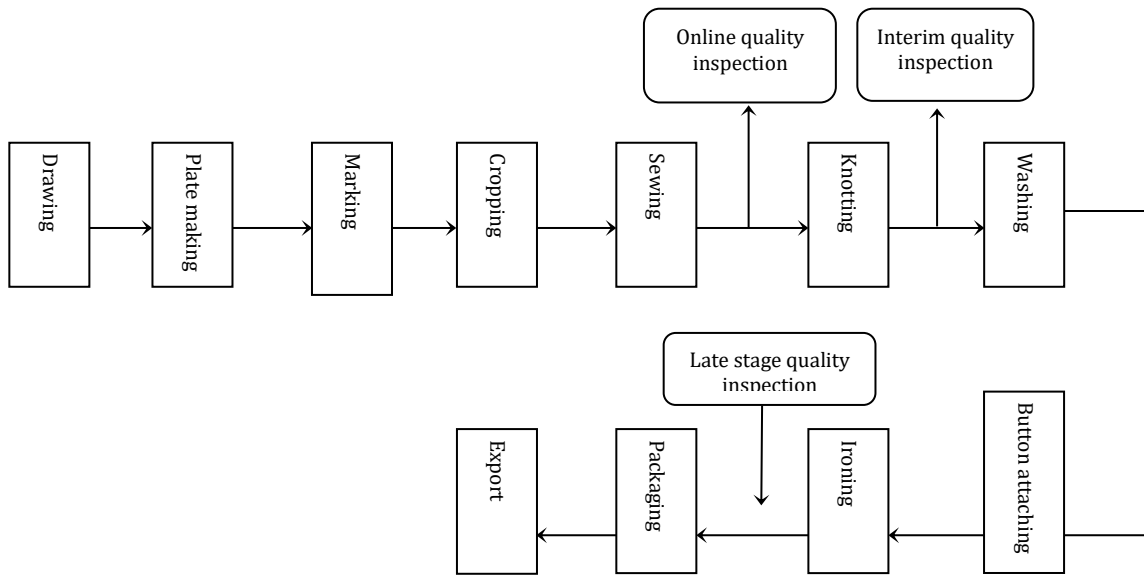 Online quality
inspection
Interim quality
inspection
Drawing
Plate making
Marking
Cropping
Sewing
Knotting
Washing
Late stage quality
inspection
Export
Packaging
Ironing
Button attaching